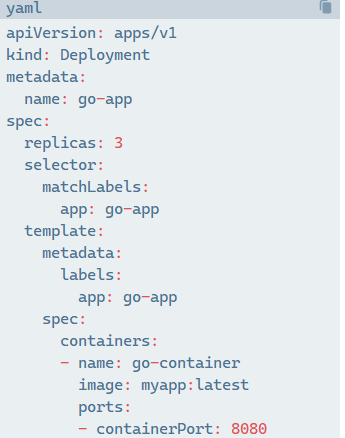 yaml
apiVersion: apps/v1
kind: Deployment
metadata:
  name: go-app
spec:
  replicas: 3
  selector:
    matchLabels:
      app: go-app
  template:
    metadata:
      labels:
        app: go-app
    spec:
      containers:
      - name: go-container
        image: myapp:latest
        ports:
        - containerPort: 8080